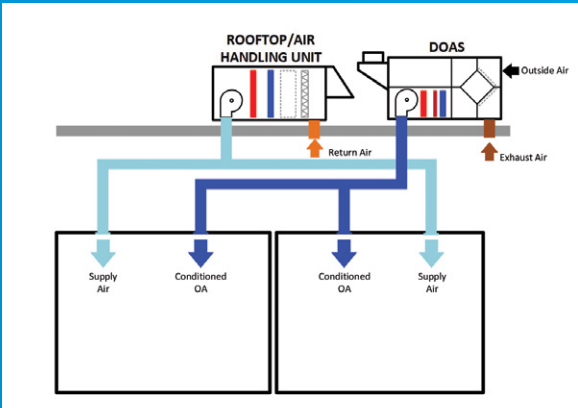 ROOFTOP/AIR
HANDLING UNIT
DOAS
Outside Air
Return Air
Exhaust Air
Supply
Air
Conditioned
OA
Conditioned
OA
Supply
Air